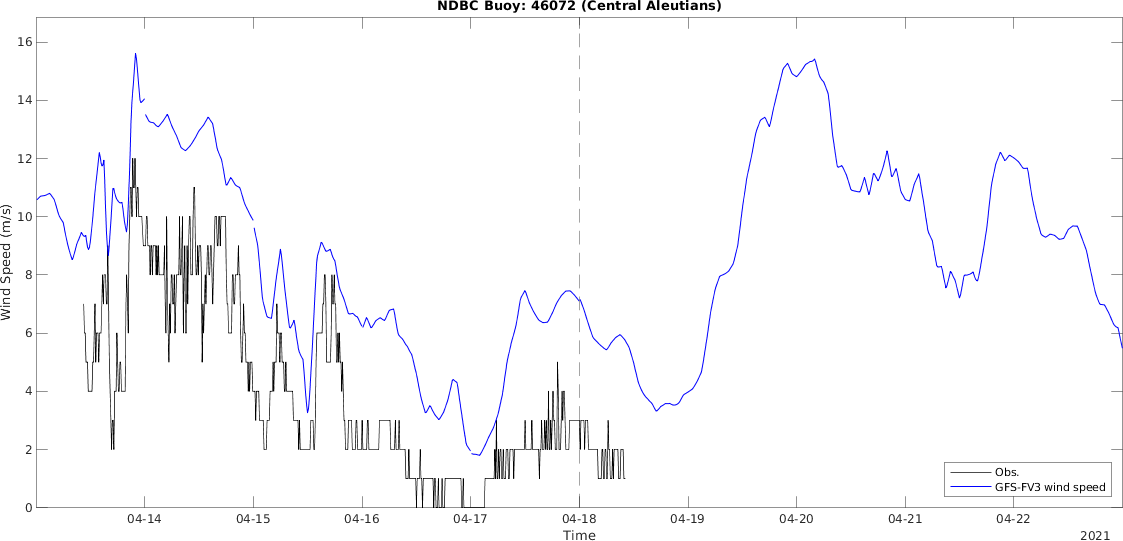 NDBC Buoy: 46072 (Central Aleutians)
Wind Speed (m/s)
16
14
12
10
8
6
4
2
0
Obs.
GFS-FV3 wind speed
04-14 04-15 04-16 04-17 04-18 04-19 04-20 04-21 04-22
Time
2021